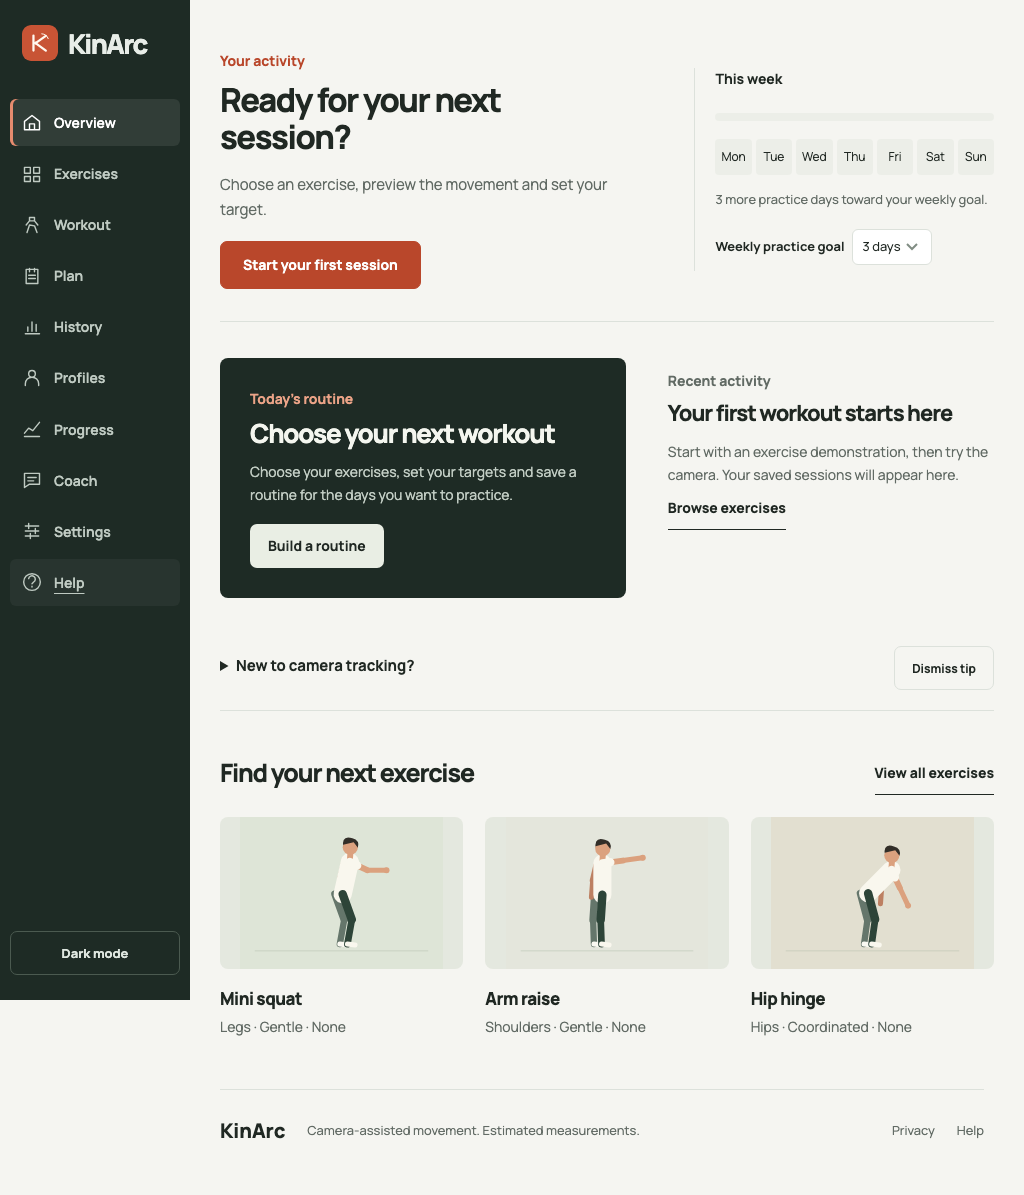 KinArc
Overview
Exercises
Workout
Plan
History
Profiles
Progress
Coach
Settings
Help
Dark mode
Your activity
Ready for your next
session?
Choose an exercise, preview the movement and set your
target.
Start your first session
This week
Mon Tue Wed Thu Fri Sat Sun
3 more practice days toward your weekly goal.
Weekly practice goal 3 days
Today's routine
Choose your next workout
Choose your exercises, set your targets and save a
routine for the days you want to practice.
Build a routine
Recent activity
Your first workout starts here
Start with an exercise demonstration, then try the
camera. Your saved sessions will appear here.
Browse exercises
New to camera tracking?
Dismiss tip
Find your next exercise
View all exercises
Mini squat
Legs · Gentle · None
Arm raise
Shoulders · Gentle · None
Hip hinge
Hips · Coordinated · None
KinArc Camera-assisted movement. Estimated measurements.
Privacy Help